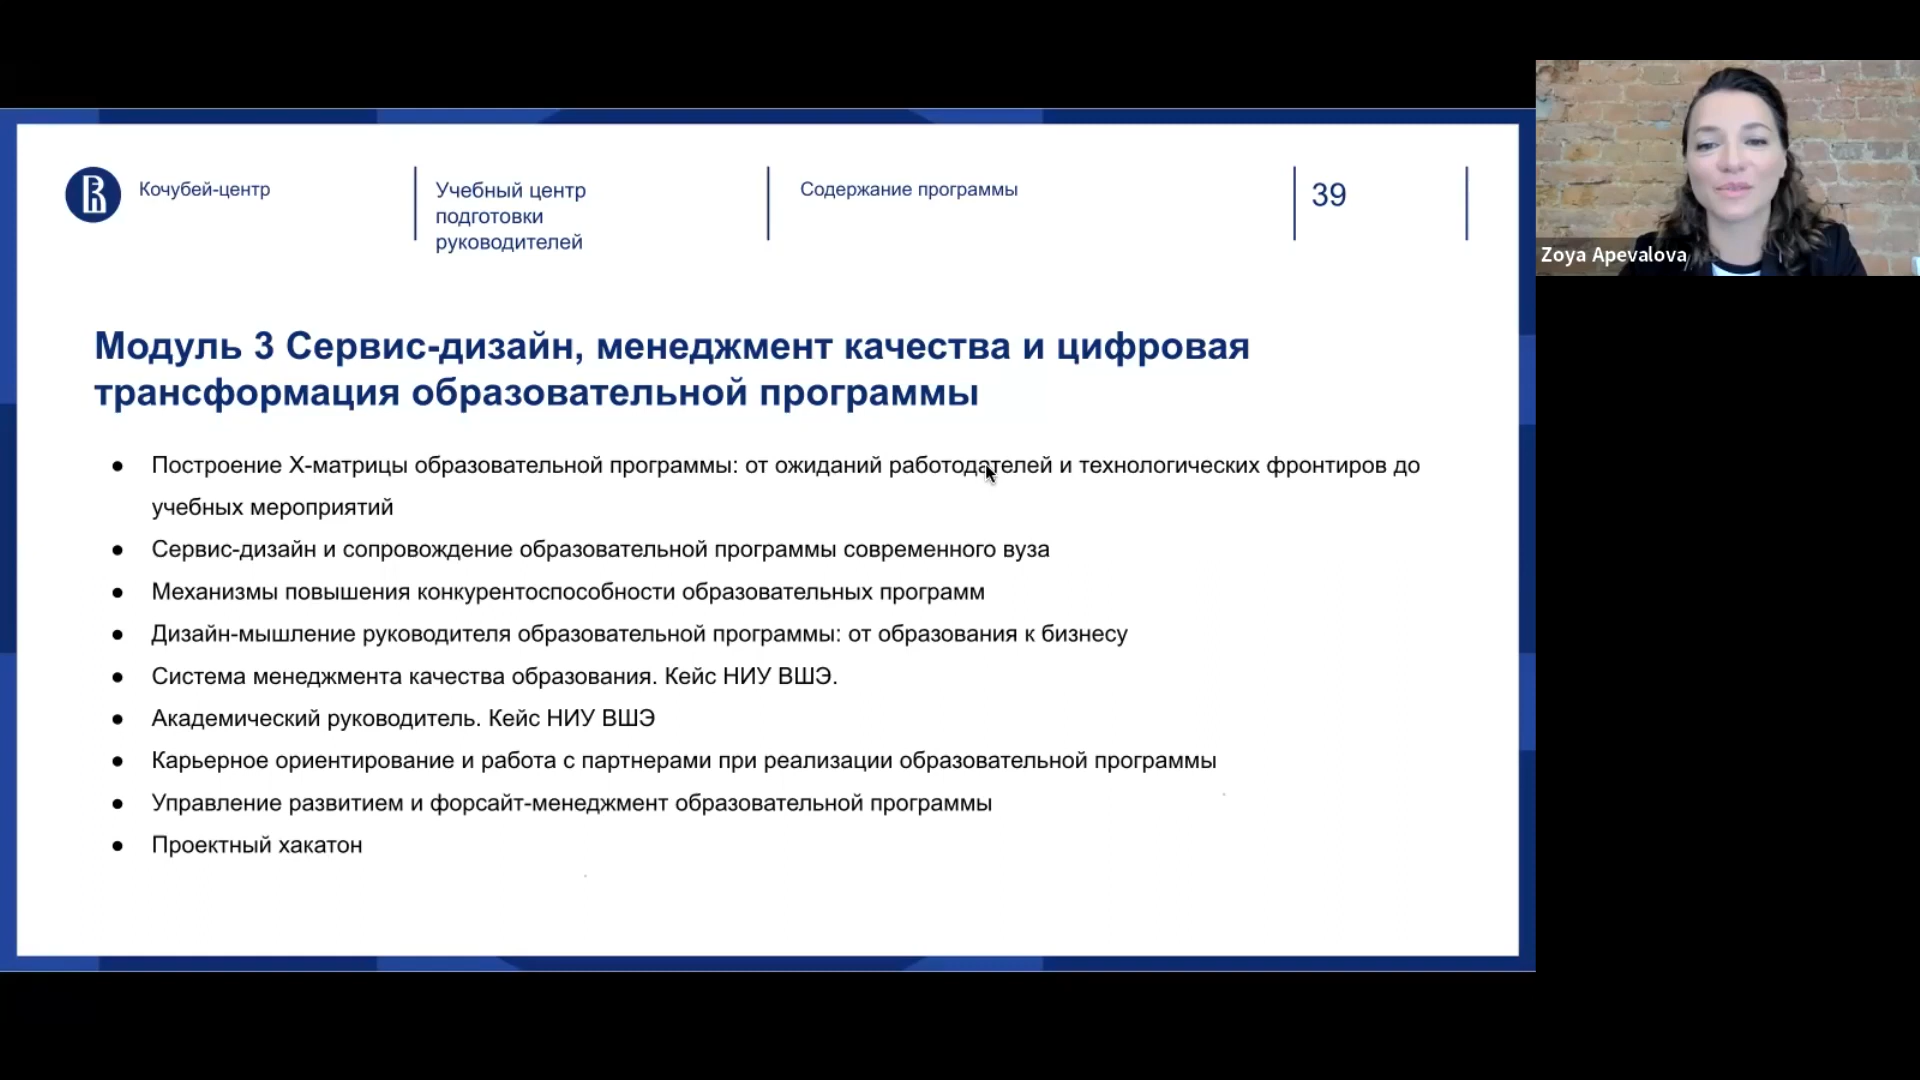 Кочубей-центр
Учебный центр
подготовки
руководителей
Содержание программы
39
Модуль 3 Сервис-дизайн, менеджмент качества и цифровая
трансформация образовательной программы
● Построение Х-матрицы образовательной программы: от ожиданий работодателей и технологических фронтиров до
учебных мероприятий
● Сервис-дизайн и сопровождение образовательной программы современного вуза
● Механизмы повышения конкурентоспособности образовательных программ
● Дизайн-мышление руководителя образовательной программы: от образования к бизнесу
● Система менеджмента качества образования. Кейс НИУ ВШЭ.
● Академический руководитель. Кейс НИУ ВШЭ
● Карьерное ориентирование и работа с партнерами при реализации образовательной программы
● Управление развитием и форсайт-менеджмент образовательной программы
● Проектный хакатон
Zoya Apevalova